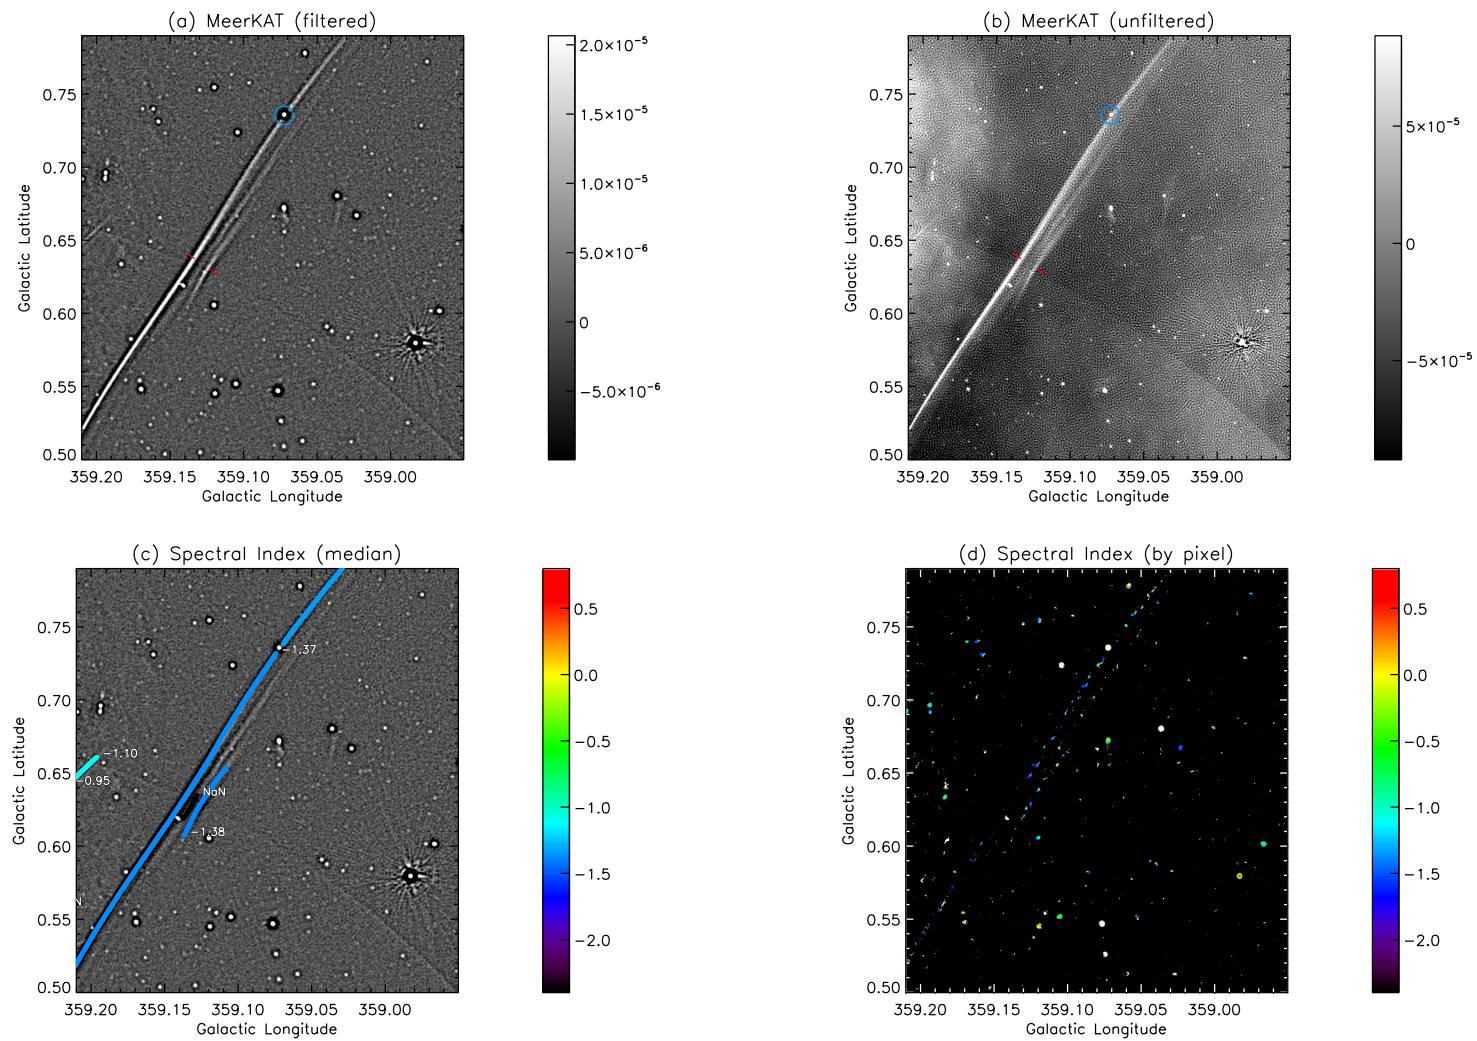 (a) MeerKAT (filtered)
0.75
0.70
0.65
0.60
0.55
0.50
Galactic Latitude
359.20 359.15 359.10 359.05 359.00
Galactic Longitude
2.0×10⁻⁵
1.5×10⁻⁵
1.0×10⁻⁵
5.0×10⁻⁶
0
−5.0×10⁻⁶
(b) MeerKAT (unfiltered)
0.75
0.70
0.65
0.60
0.55
0.50
Galactic Latitude
359.20 359.15 359.10 359.05 359.00
Galactic Longitude
5×10⁻⁵
0
−5×10⁻⁵
(c) Spectral Index (median)
0.75
0.70
0.65
0.60
0.55
0.50
Galactic Latitude
−1.37
−1.10
−0.95
NaN
−1.38
N
359.20 359.15 359.10 359.05 359.00
Galactic Longitude
0.5
0.0
−0.5
−1.0
−1.5
−2.0
(d) Spectral Index (by pixel)
0.75
0.70
0.65
0.60
0.55
0.50
Galactic Latitude
359.20 359.15 359.10 359.05 359.00
Galactic Longitude
0.5
0.0
−0.5
−1.0
−1.5
−2.0